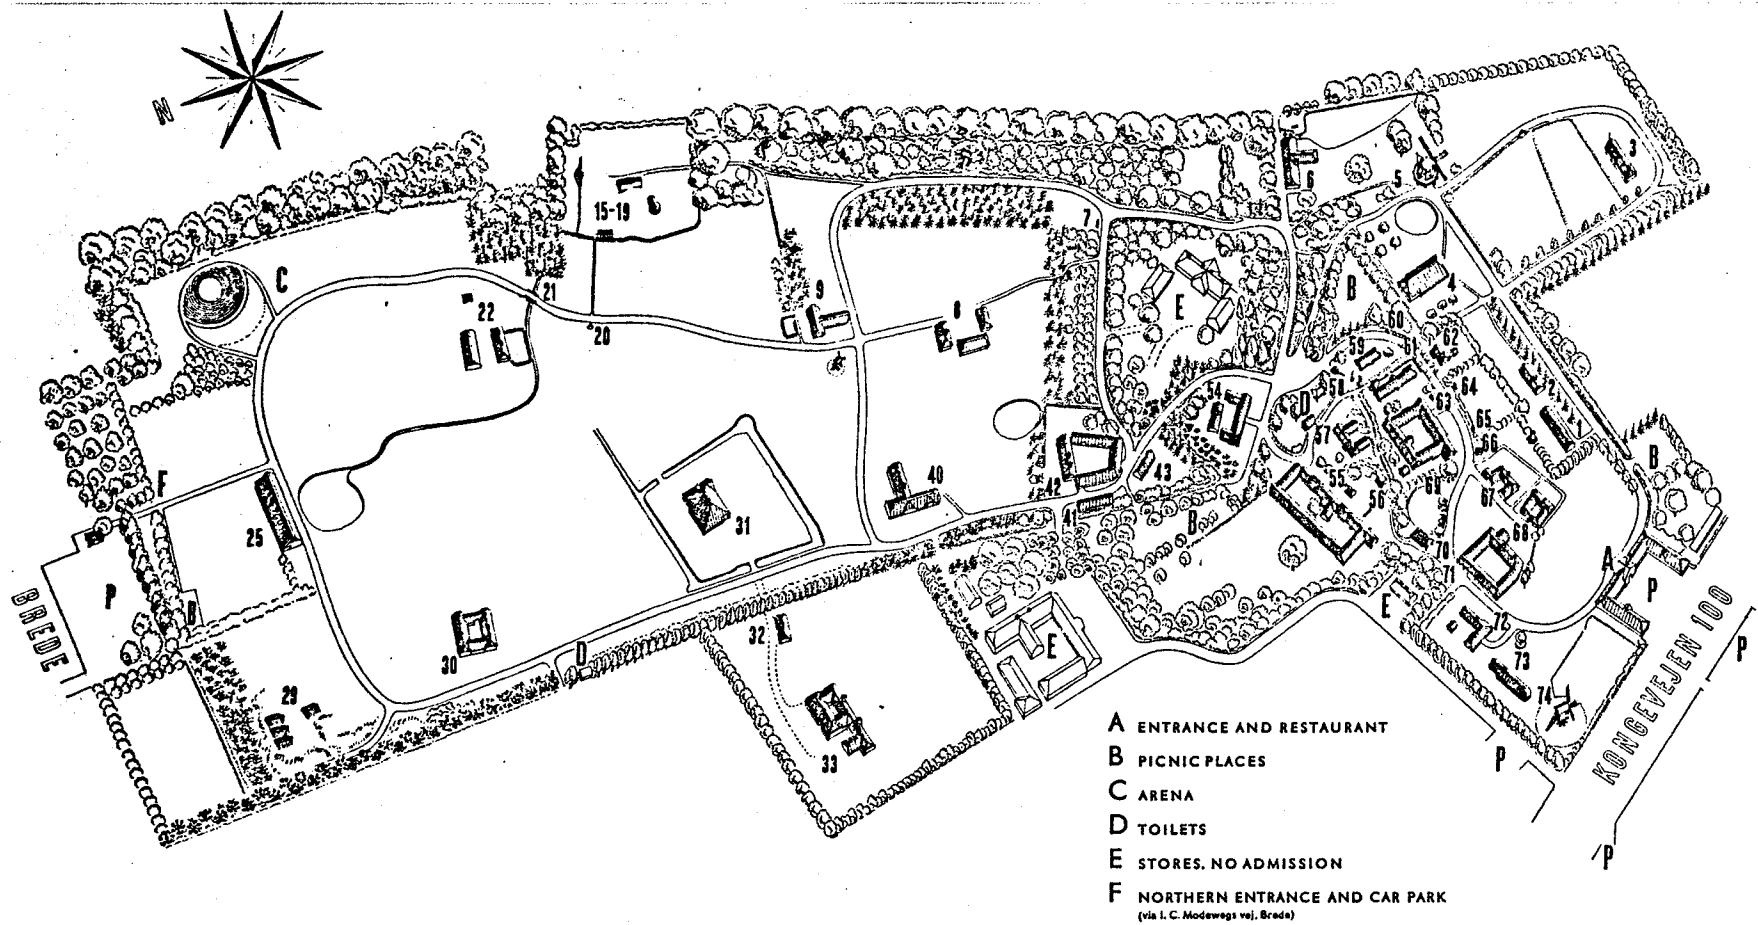 N
3
6
5
15-19
7
C
B
E
4
21
9
8
22
20
60
62
59
61
2
64
58
54
D
63
1
65
57
66
B
F
40
43
42
55
56
69
67
25
31
41
B
68
70
A
71
P
BREDE
P
B
E
KONGEVEJEN 100
72
32
E
73
P
30
D
29
74
33
P
P
A ENTRANCE AND RESTAURANT
B PICNIC PLACES
C ARENA
D TOILETS
E STORES. NO ADMISSION
F NORTHERN ENTRANCE AND CAR PARK
(via I. C. Modewegs vej, Brede)